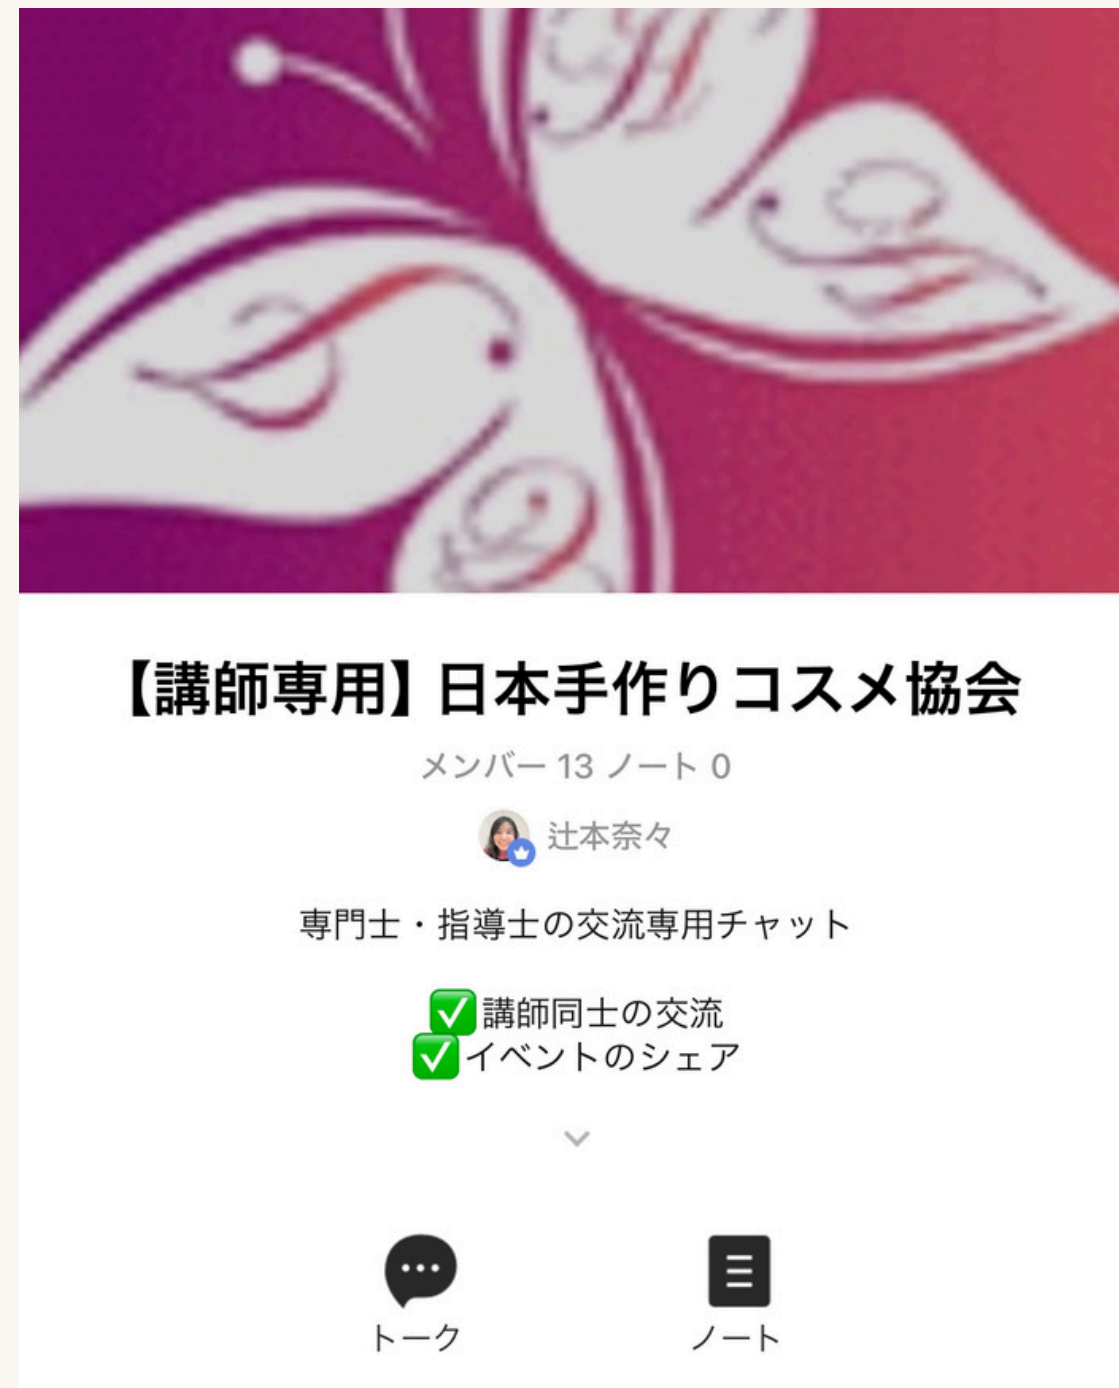 【講師専用】日本手作りコスメ協会
メンバー 13 ノート 0
辻本奈々
専門士・指導士の交流専用チャット
✅講師同士の交流
✅イベントのシェア
トーク
ノート